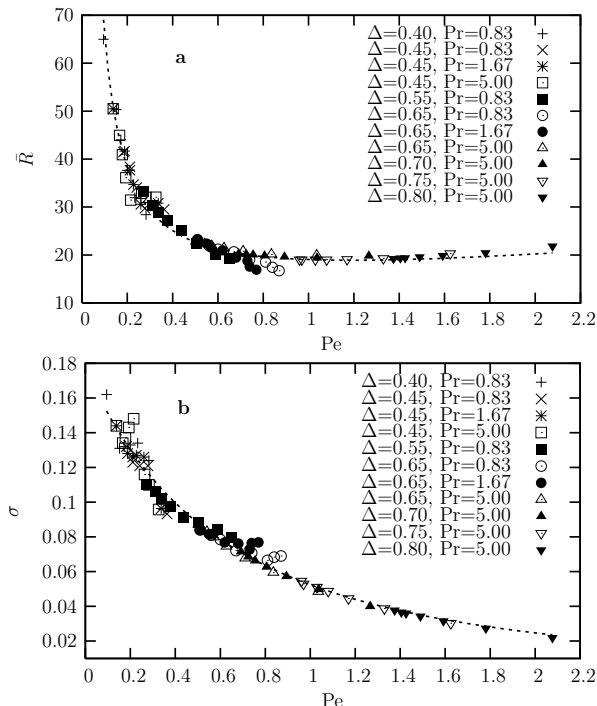 70
60
50
40
30
20
10
R̄
a
Δ=0.40, Pr=0.83
Δ=0.45, Pr=0.83
Δ=0.45, Pr=1.67
Δ=0.45, Pr=5.00
Δ=0.55, Pr=0.83
Δ=0.65, Pr=0.83
Δ=0.65, Pr=1.67
Δ=0.65, Pr=5.00
Δ=0.70, Pr=5.00
Δ=0.75, Pr=5.00
Δ=0.80, Pr=5.00
0 0.2 0.4 0.6 0.8 1 1.2 1.4 1.6 1.8 2 2.2
Pe
0.18
0.16
0.14
0.12
0.1
0.08
0.06
0.04
0.02
σ
b
Δ=0.40, Pr=0.83
Δ=0.45, Pr=0.83
Δ=0.45, Pr=1.67
Δ=0.45, Pr=5.00
Δ=0.55, Pr=0.83
Δ=0.65, Pr=0.83
Δ=0.65, Pr=1.67
Δ=0.65, Pr=5.00
Δ=0.70, Pr=5.00
Δ=0.75, Pr=5.00
Δ=0.80, Pr=5.00
0 0.2 0.4 0.6 0.8 1 1.2 1.4 1.6 1.8 2 2.2
Pe